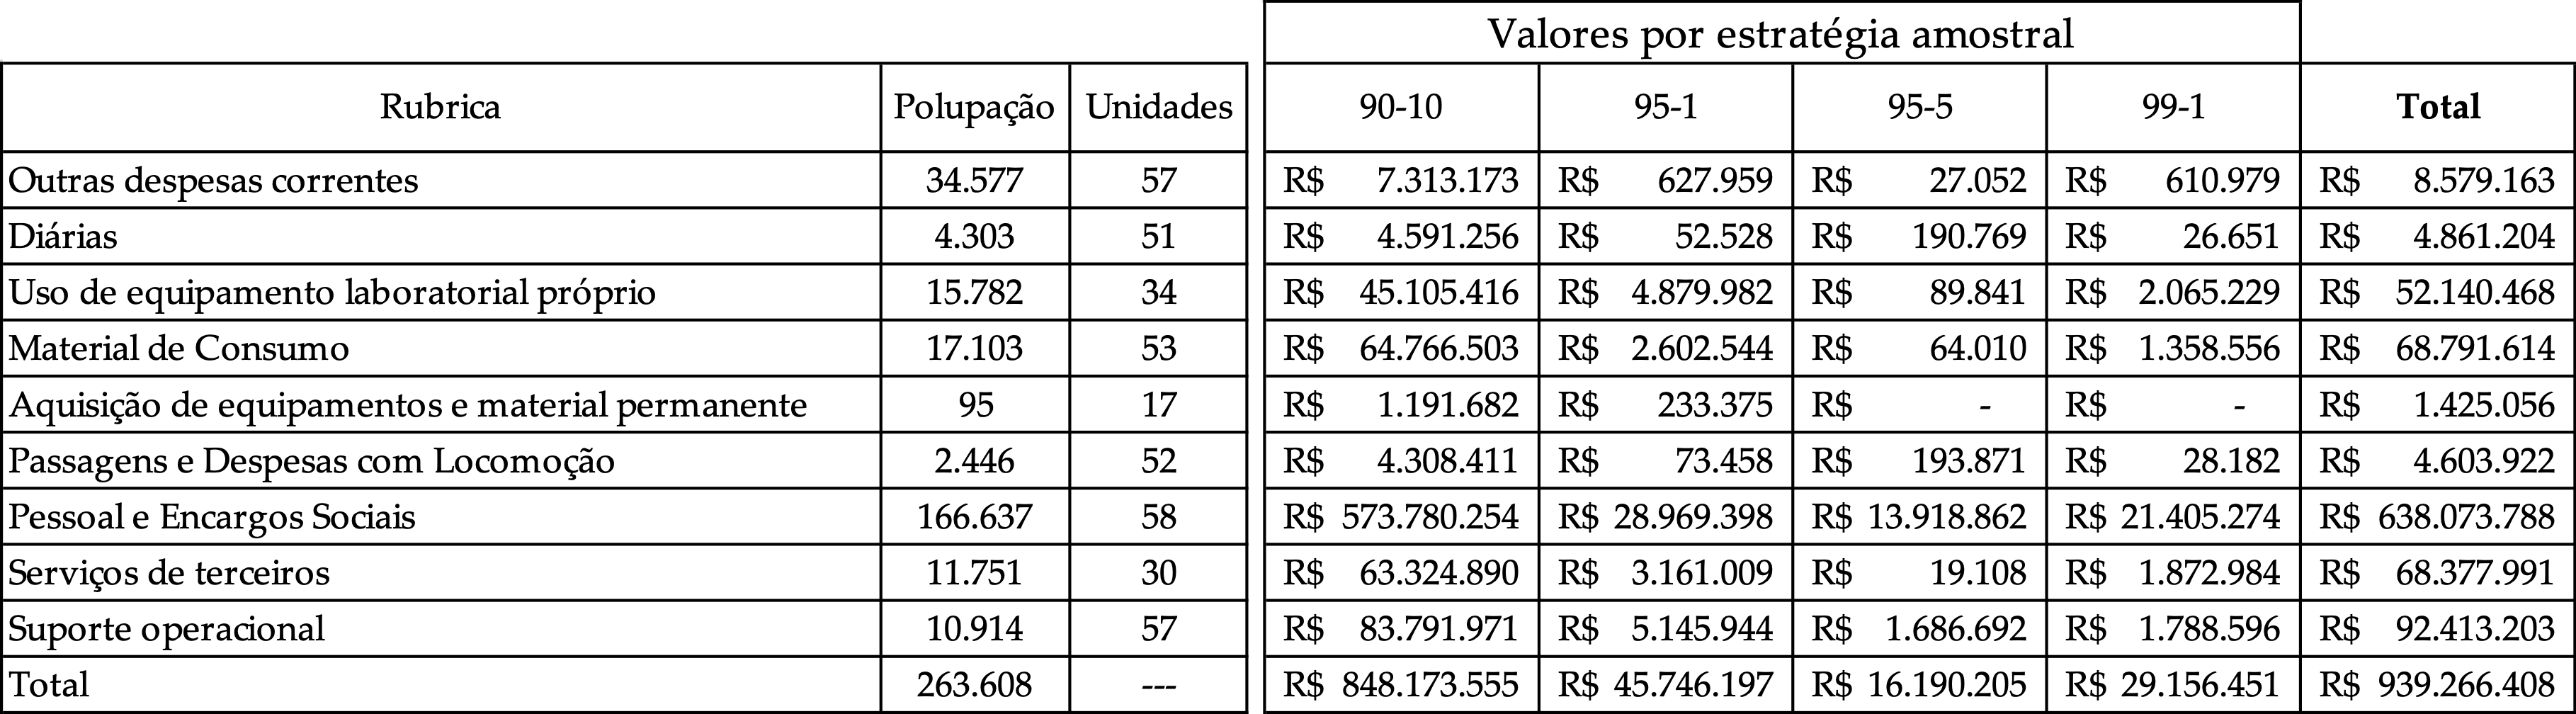 Valores por estratégia amostral
Rubrica Polupação Unidades 90-10 95-1 95-5 99-1 Total
Outras despesas correntes 34.577 57 R$ 7.313.173 R$ 627.959 R$ 27.052 R$ 610.979 R$ 8.579.163
Diárias 4.303 51 R$ 4.591.256 R$ 52.528 R$ 190.769 R$ 26.651 R$ 4.861.204
Uso de equipamento laboratorial próprio 15.782 34 R$ 45.105.416 R$ 4.879.982 R$ 89.841 R$ 2.065.229 R$ 52.140.468
Material de Consumo 17.103 53 R$ 64.766.503 R$ 2.602.544 R$ 64.010 R$ 1.358.556 R$ 68.791.614
Aquisição de equipamentos e material permanente 95 17 R$ 1.191.682 R$ 233.375 R$ - R$ - R$ 1.425.056
Passagens e Despesas com Locomoção 2.446 52 R$ 4.308.411 R$ 73.458 R$ 193.871 R$ 28.182 R$ 4.603.922
Pessoal e Encargos Sociais 166.637 58 R$ 573.780.254 R$ 28.969.398 R$ 13.918.862 R$ 21.405.274 R$ 638.073.788
Serviços de terceiros 11.751 30 R$ 63.324.890 R$ 3.161.009 R$ 19.108 R$ 1.872.984 R$ 68.377.991
Suporte operacional 10.914 57 R$ 83.791.971 R$ 5.145.944 R$ 1.686.692 R$ 1.788.596 R$ 92.413.203
Total 263.608 --- R$ 848.173.555 R$ 45.746.197 R$ 16.190.205 R$ 29.156.451 R$ 939.266.408